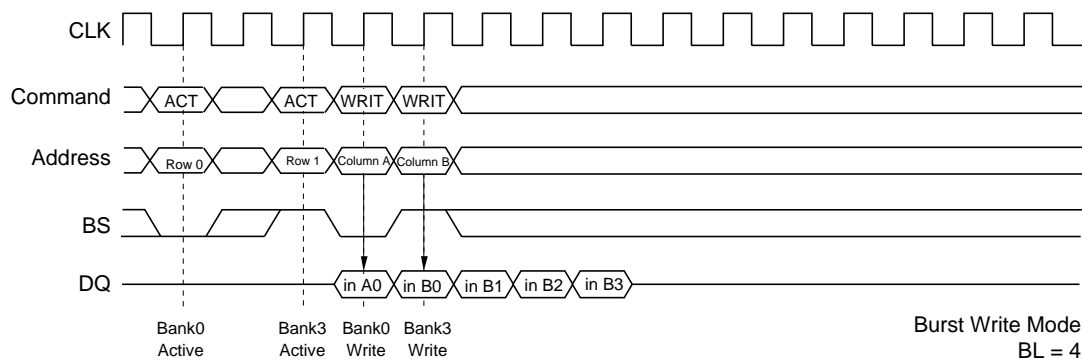 CLK
Command ACT ACT WRIT WRIT
Address Row 0 Row 1 Column A Column B
BS
DQ in A0 in B0 in B1 in B2 in B3
Bank0 Bank3 Bank0 Bank3
Active Active Write Write
Burst Write Mode
BL = 4